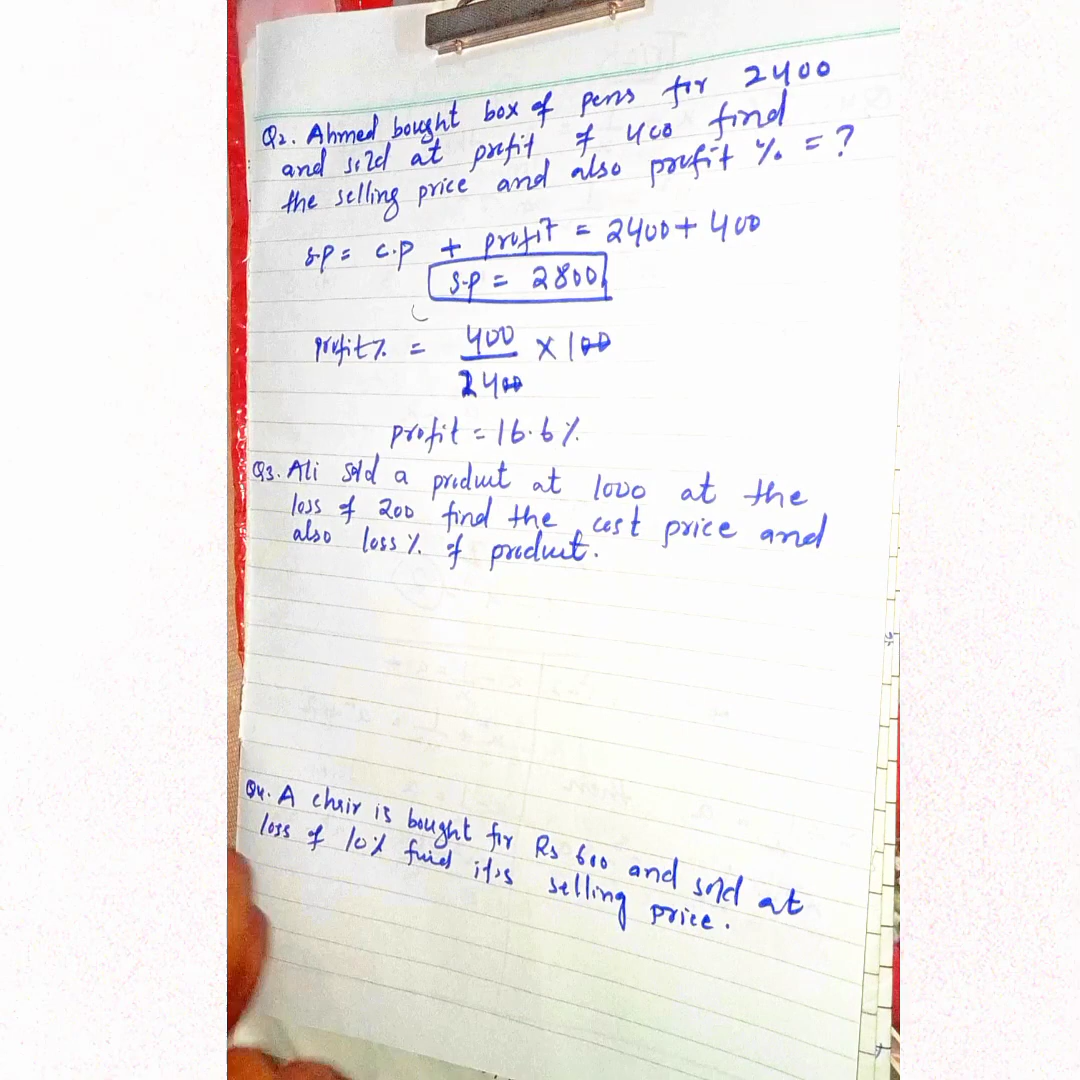 Q2. Ahmed bought box of pens for 2400
and sold at profit of 400 find
the selling price and also profit % = ?
S.P = C.P + profit = 2400 + 400
S.P = 2800
profit% = 400/2400 × 100
profit = 16.6%
Q3. Ali sold a product at 1000 at the
loss of 200 find the cost price and
also loss % of product.
Q4. A chair is bought for Rs 600 and sold at
loss of 10% find it's selling price.